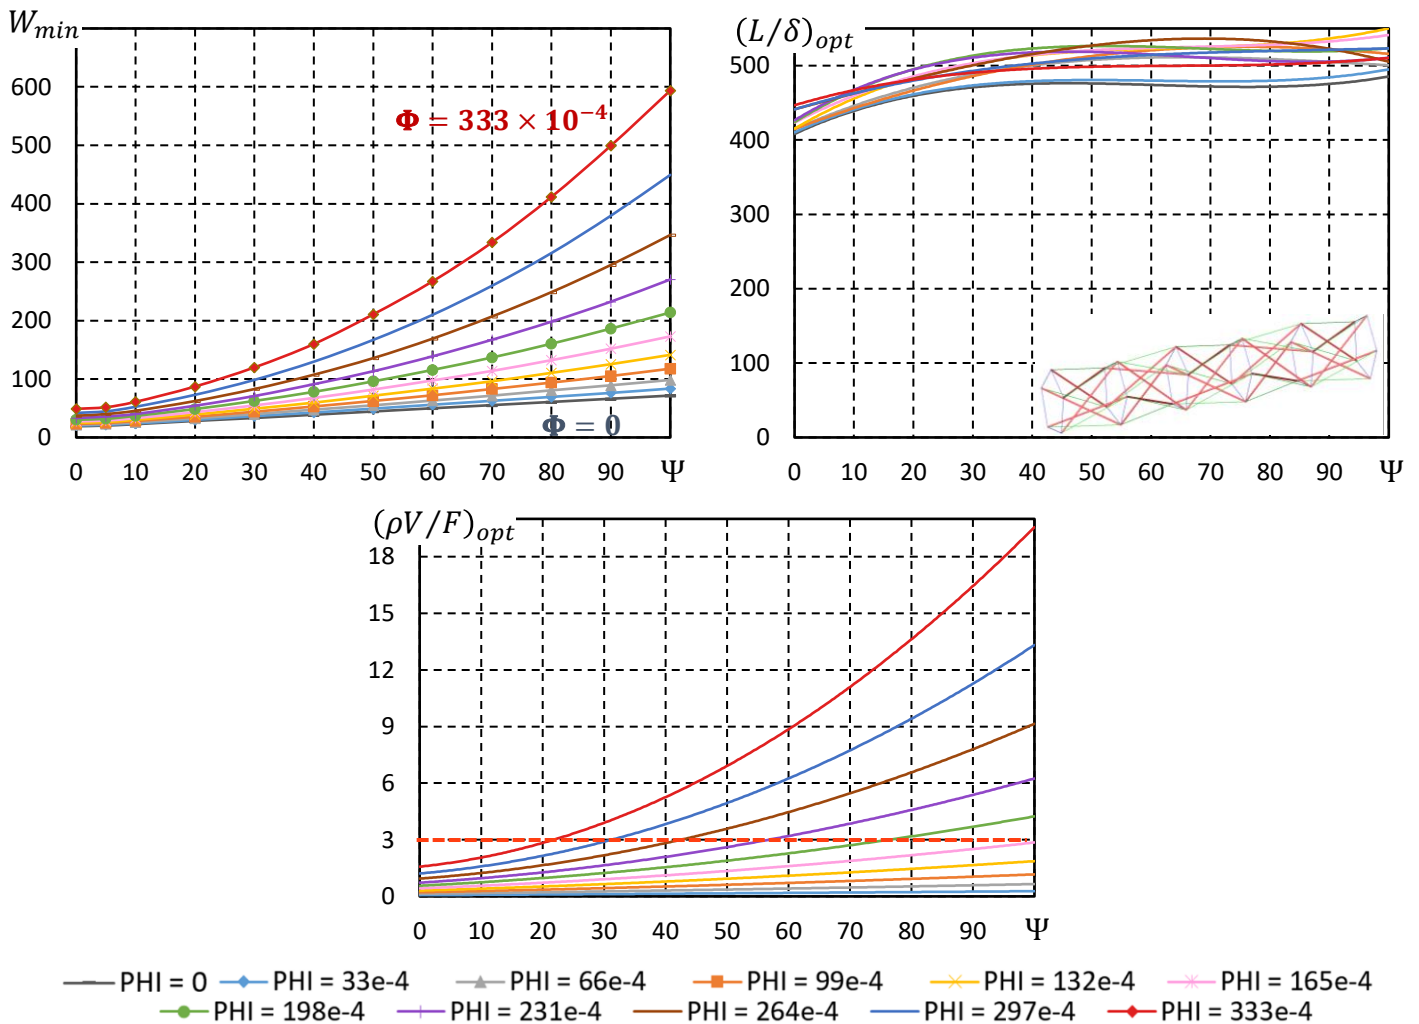 W_min
600
500
400
300
200
100
0
Φ = 333 × 10⁻⁴
Φ = 0
0 10 20 30 40 50 60 70 80 90 Ψ
(L/δ)_opt
500
400
300
200
100
0
0 10 20 30 40 50 60 70 80 90 Ψ
(ρV/F)_opt
18
15
12
9
6
3
0
0 10 20 30 40 50 60 70 80 90 Ψ
PHI = 0 PHI = 33e-4 PHI = 66e-4 PHI = 99e-4 PHI = 132e-4 PHI = 165e-4
PHI = 198e-4 PHI = 231e-4 PHI = 264e-4 PHI = 297e-4 PHI = 333e-4